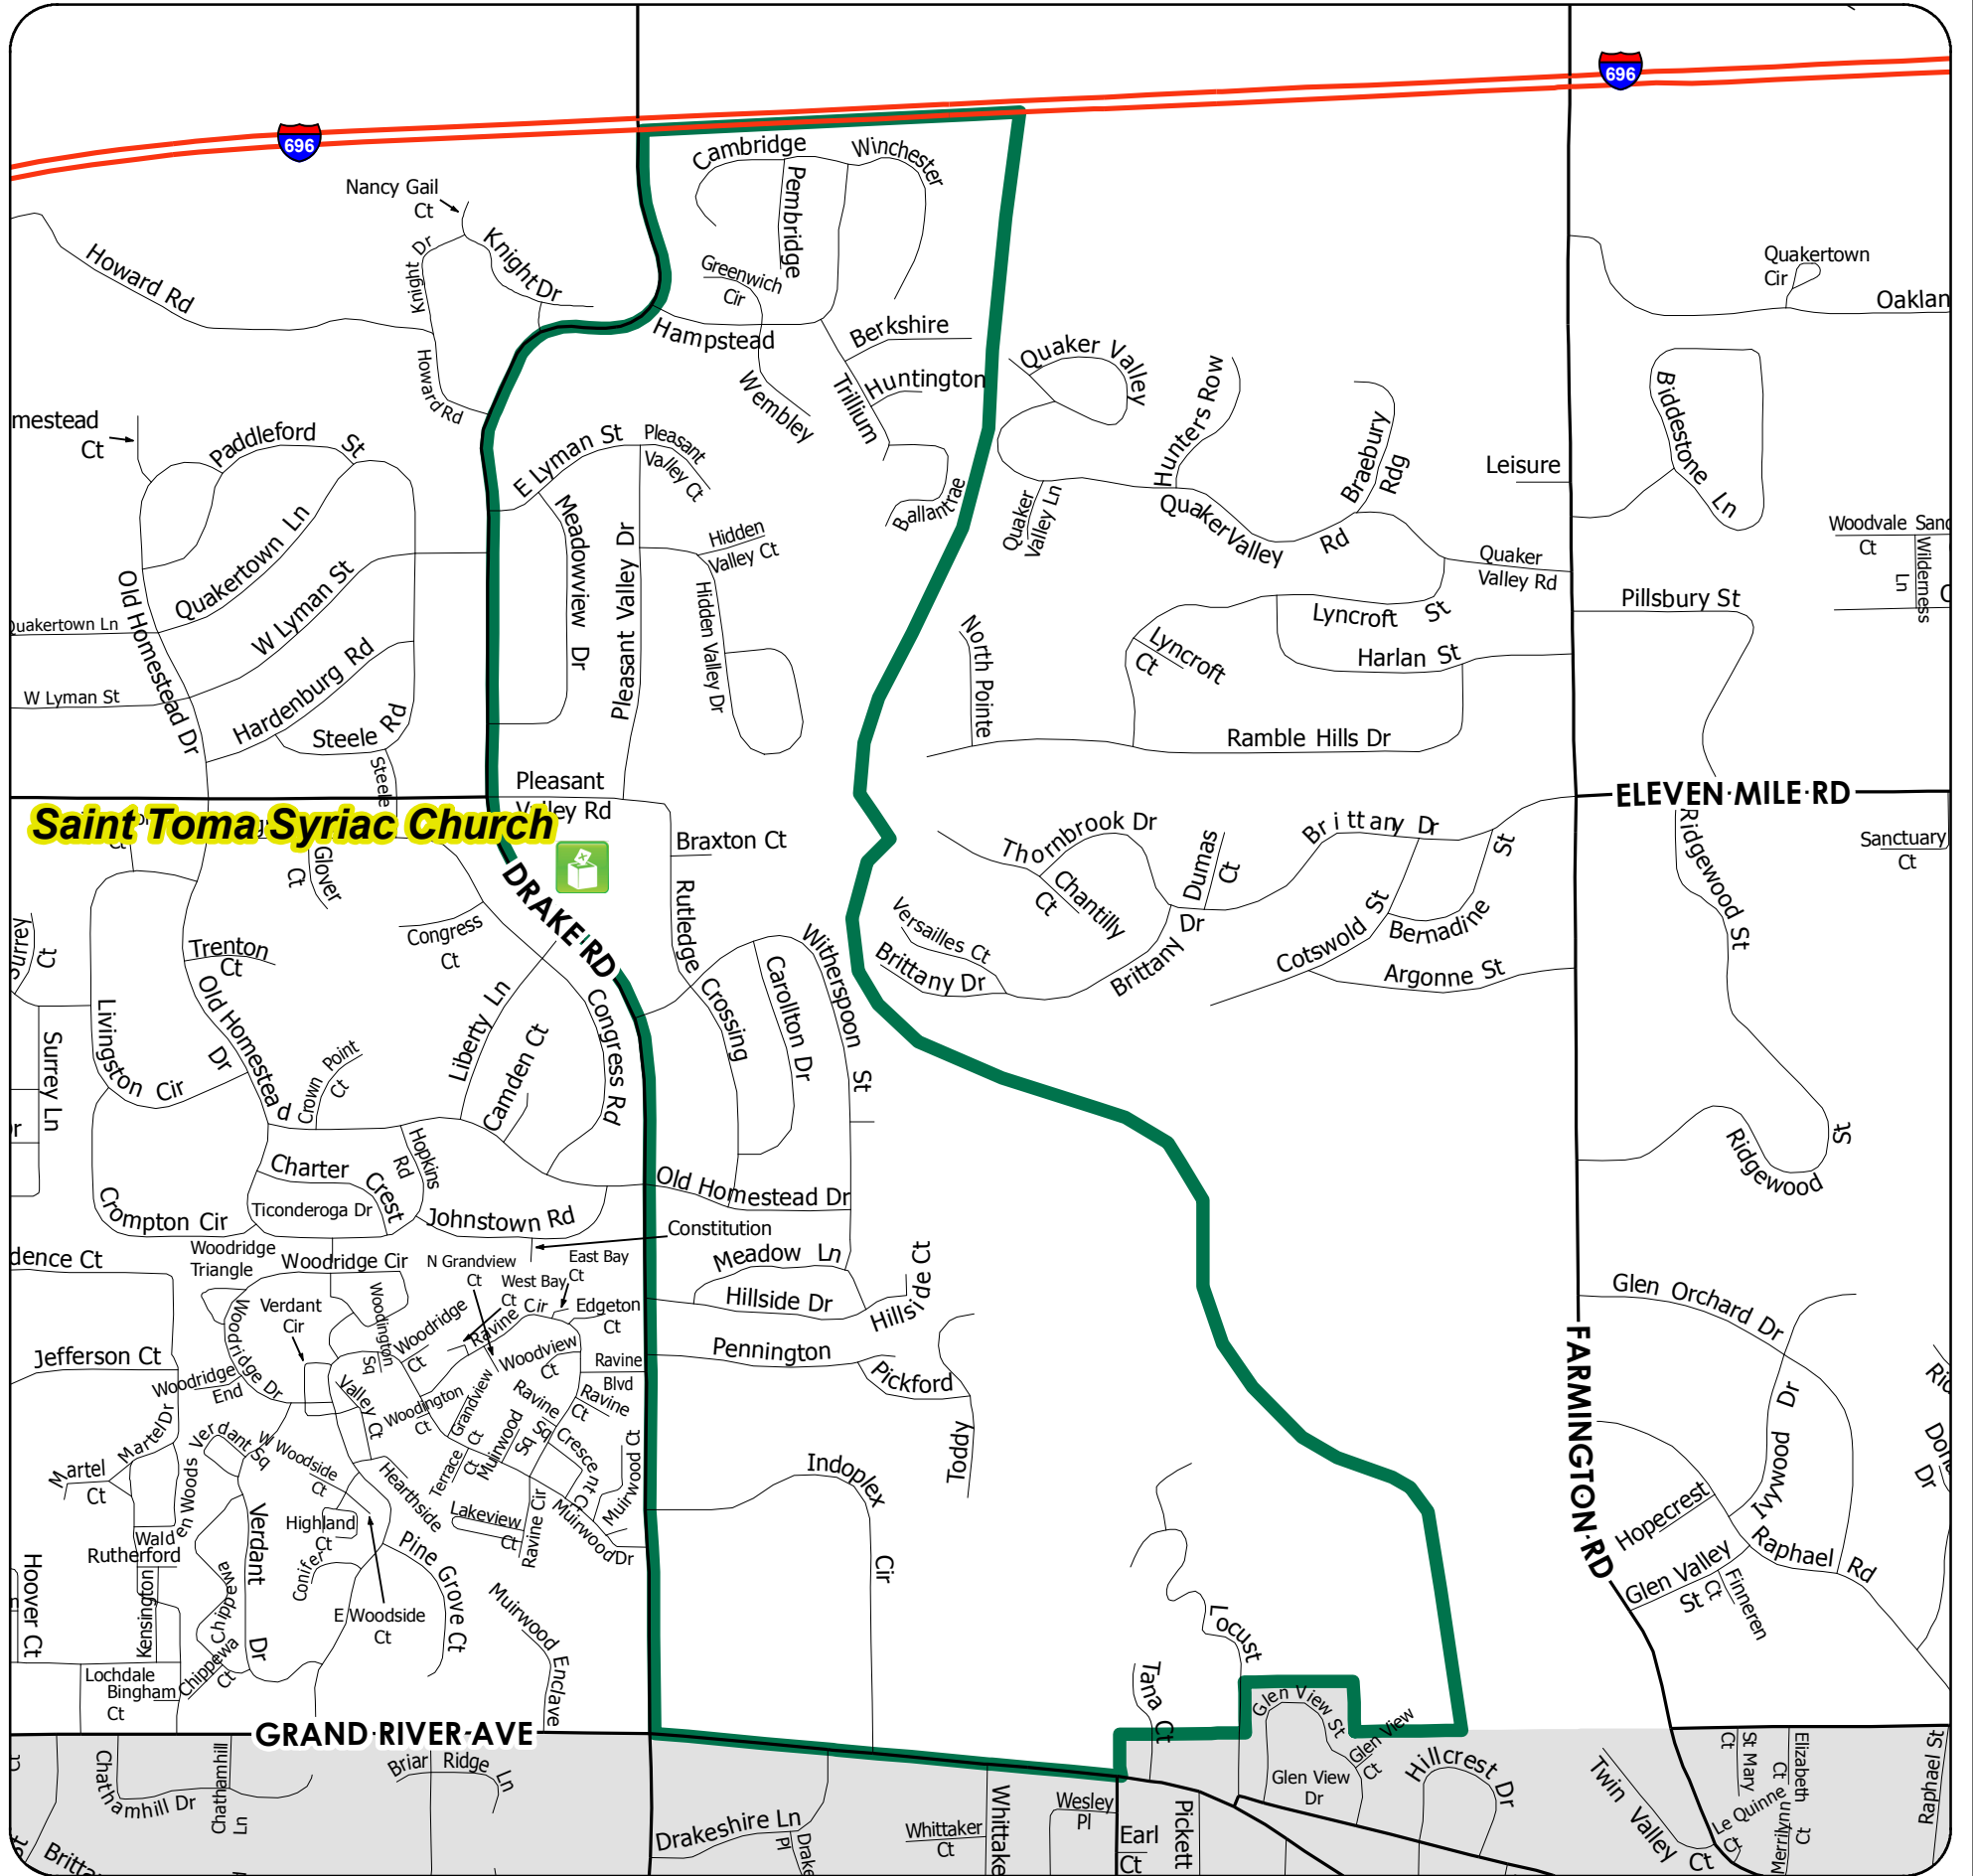 696
696
Cambridge
Winchester
Pembridge
Nancy Gail
Ct
Knight Dr
Knight Dr
Howard Rd
Howard Rd
Greenwich
Cir
Hampstead
Wembley
Berkshire
Huntington
Trillium
Ballantrae
Quaker Valley
Hunters Row
Braebury
Rdg
Quaker
Valley Ln
Quaker Valley Rd
Quaker
Valley Rd
Leisure
Quakertown
Cir
Oaklan
Biddestone Ln
Woodvale
Ct
Wilderness
Ln
Pillsbury St
mestead
Ct
Paddleford St
Quakertown Ln
Quakertown Ln
W Lyman St
W Lyman St
Old Homestead Dr
Hardenburg Rd
Steele Rd
Steele
E Lyman St
Pleasant
Valley Ct
Meadowview Dr
Pleasant Valley Dr
Hidden
Valley Ct
Hidden Valley Dr
Pleasant
Valley Rd
North Pointe
Lyncroft St
Lyncroft
Ct
Harlan St
Ramble Hills Dr
ELEVEN MILE RD
Saint Toma Syriac Church
DRAKE RD
Braxton Ct
Rutledge
Crossing
Carollton Dr
Witherspoon St
Thornbrook Dr
Chantilly
Ct
Dumas
Ct
Brittany Dr
Brittany Dr
Brittany Dr
Versailles Ct
Cotswold St
Bernadine
St
Argonne St
Ridgewood St
Ridgewood
St
Sanctuary
Ct
Glover
Ct
Congress
Ct
Trenton
Ct
Surrey
Ct
Surrey Ln
Livingston Cir
Old Homestead
Dr
Crown Point
Ct
Liberty Ln
Camden Ct
Congress Rd
Hopkins
Rd
Charter
Crest
Ticonderoga Dr
Crompton Cir
Johnstown Rd
Old Homestead Dr
Constitution
Meadow Ln
Hillside Dr
Hillside Ct
Pennington
Pickford
Toddy
Indoplex
Cir
dence Ct
Woodridge
Triangle
Woodridge Cir
N Grandview
Ct
West Bay
Ct
East Bay
Ct
Edgeton
Ct
Verdant
Cir
Woodington
Sq
Woodridge
Ct
Ravine Cir
Woodview
Ct
Ravine
Blvd
Woodridge Dr
Jefferson Ct
Woodridge
End
Valley Ct
Woodington
Ct
Grandview
Ct
Ravine
Sq
Ravine
Ct
Martel Dr
Martel
Ct
Verdant Sq
W Woodside
Ct
Terrace
Ct
Muirwood
Sq
Crescent Ct
Muirwood Ct
Hearthside
Lakeview
Ct
Ravine Cir
Muirwood Dr
Walden Woods
Rutherford
Kensington
Hoover Ct
Chippewa
Chippewa
Chippewa
Ct
Verdant
Dr
Highland
Ct
Conifer
Pine Grove Ct
E Woodside
Ct
Muirwood
Enclave
Lochdale
Bingham
Ct
GRAND RIVER AVE
Chathamhill Dr
Chathamhill
Ln
Briar Ridge Ln
Britta
Drakeshire Ln
Drake
Pl
Whittaker
Ct
Whittake
Wesley
Pl
Earl
Ct
Pickett
Tana Ct
Locust
Glen View St
Glen View
Ct
Glen View
Dr
Hillcrest Dr
Twin Valley
Ct
FARMINGTON RD
Glen Orchard Dr
Ivywood Dr
Hopecrest
Raphael Rd
Glen Valley
St
Finneren
Ct
St Mary
Ct
Elizabeth
Ct
Le Quinne
Ct
Merrilynn
Ct
Raphael St
Dr